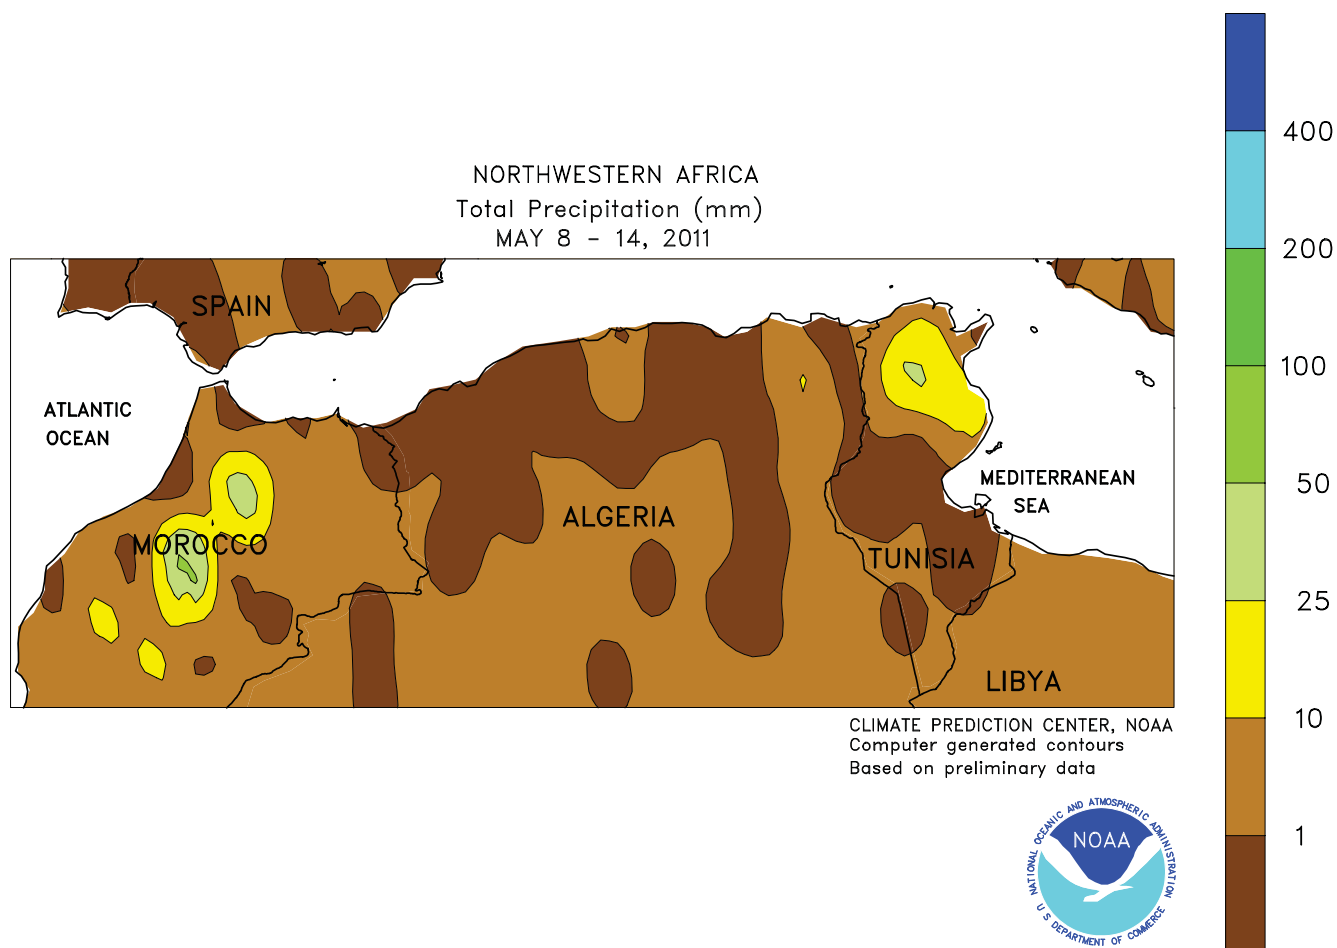 NORTHWESTERN AFRICA
Total Precipitation (mm)
MAY 8 - 14, 2011
400
200
100
50
25
10
1
SPAIN
ATLANTIC
OCEAN
MEDITERRANEAN
SEA
ALGERIA
MOROCCO
TUNISIA
LIBYA
CLIMATE PREDICTION CENTER, NOAA
Computer generated contours
Based on preliminary data
NATIONAL OCEANIC AND ATMOSPHERIC ADMINISTRATION
NOAA
U S DEPARTMENT OF COMMERCE